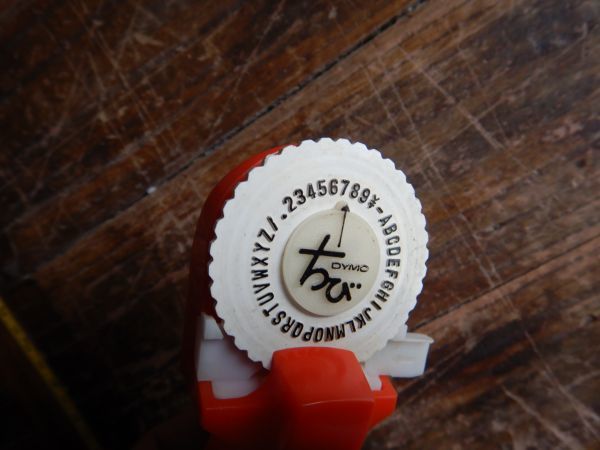 23456789¥-ABCDEFGHIJKLMNOPQRSTUVWXYZ/.
DYMO